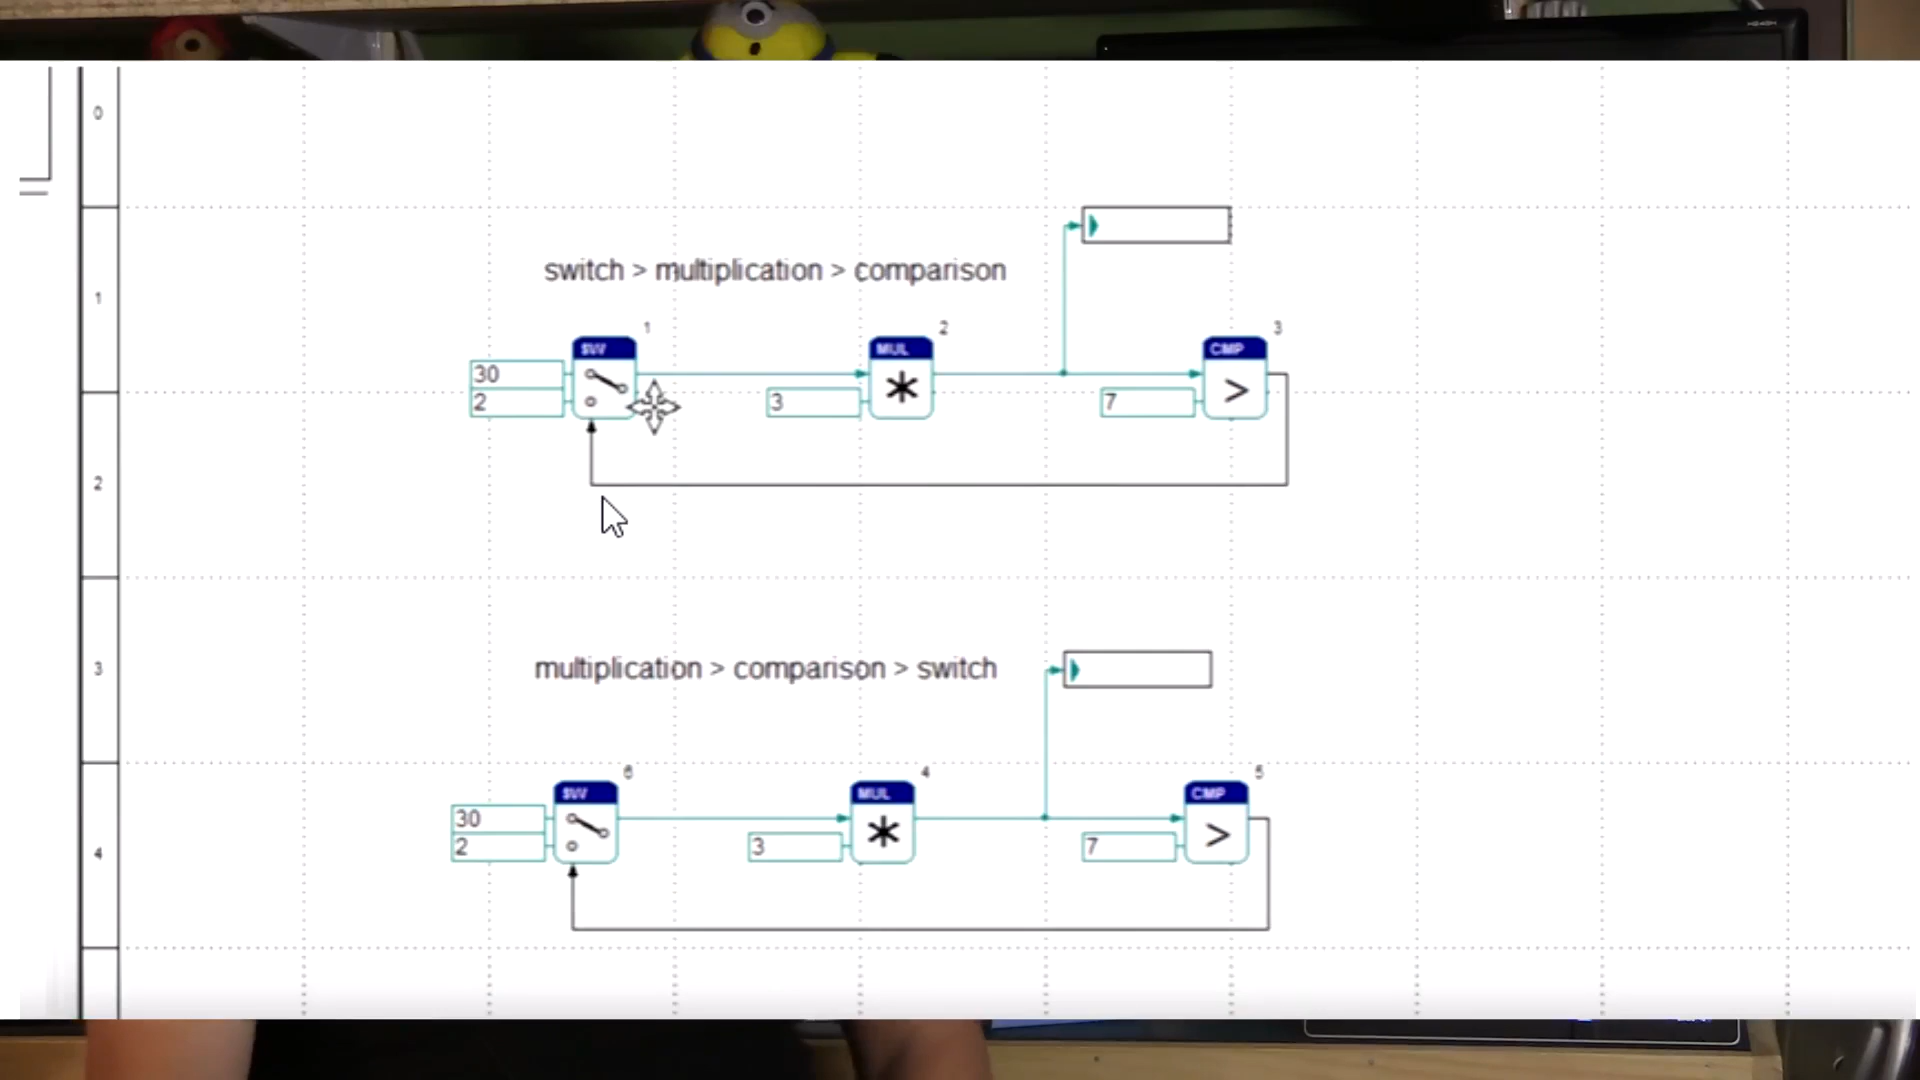 0
switch > multiplication > comparison
1
1
2
3
SW
MUL
CMP
30
3
7
2
*
>
2
multiplication > comparison > switch
3
6
4
5
SW
MUL
CMP
30
3
7
2
*
>
4